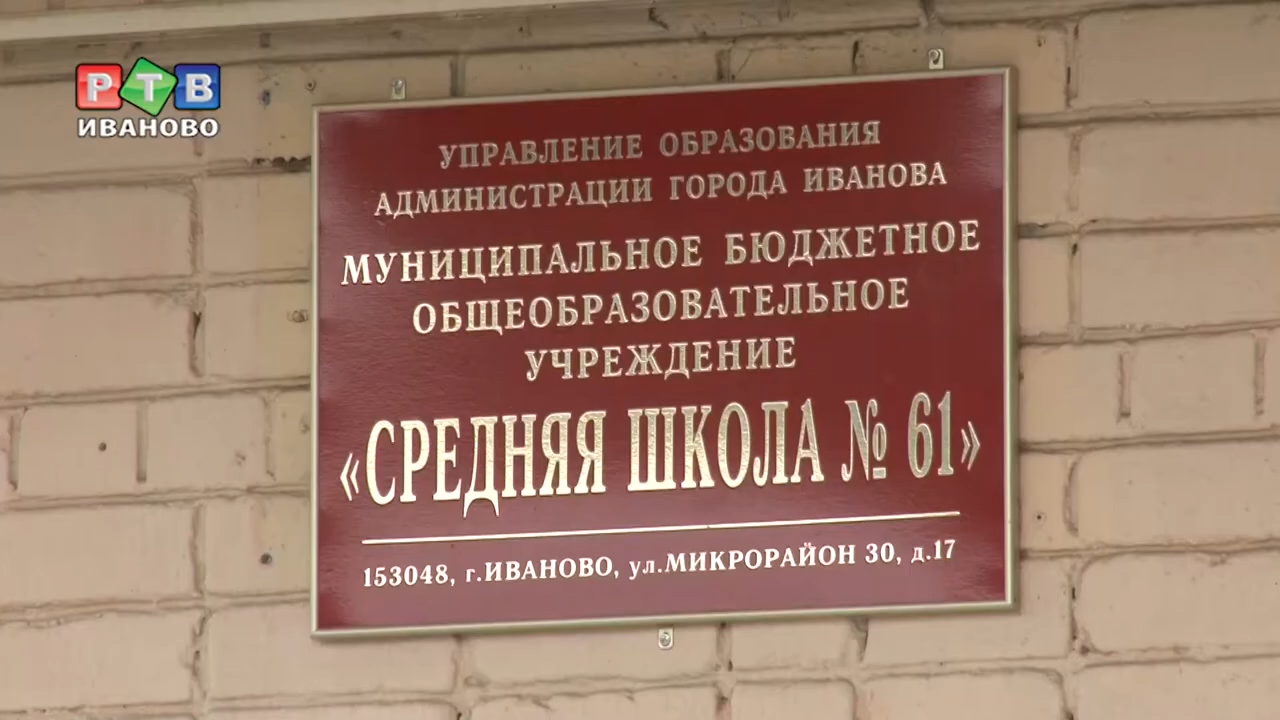 РТВ
ИВАНОВО
УПРАВЛЕНИЕ ОБРАЗОВАНИЯ
АДМИНИСТРАЦИИ ГОРОДА ИВАНОВА
МУНИЦИПАЛЬНОЕ БЮДЖЕТНОЕ
ОБЩЕОБРАЗОВАТЕЛЬНОЕ
УЧРЕЖДЕНИЕ
«СРЕДНЯЯ ШКОЛА № 61»
153048, г.ИВАНОВО, ул.МИКРОРАЙОН 30, д.17